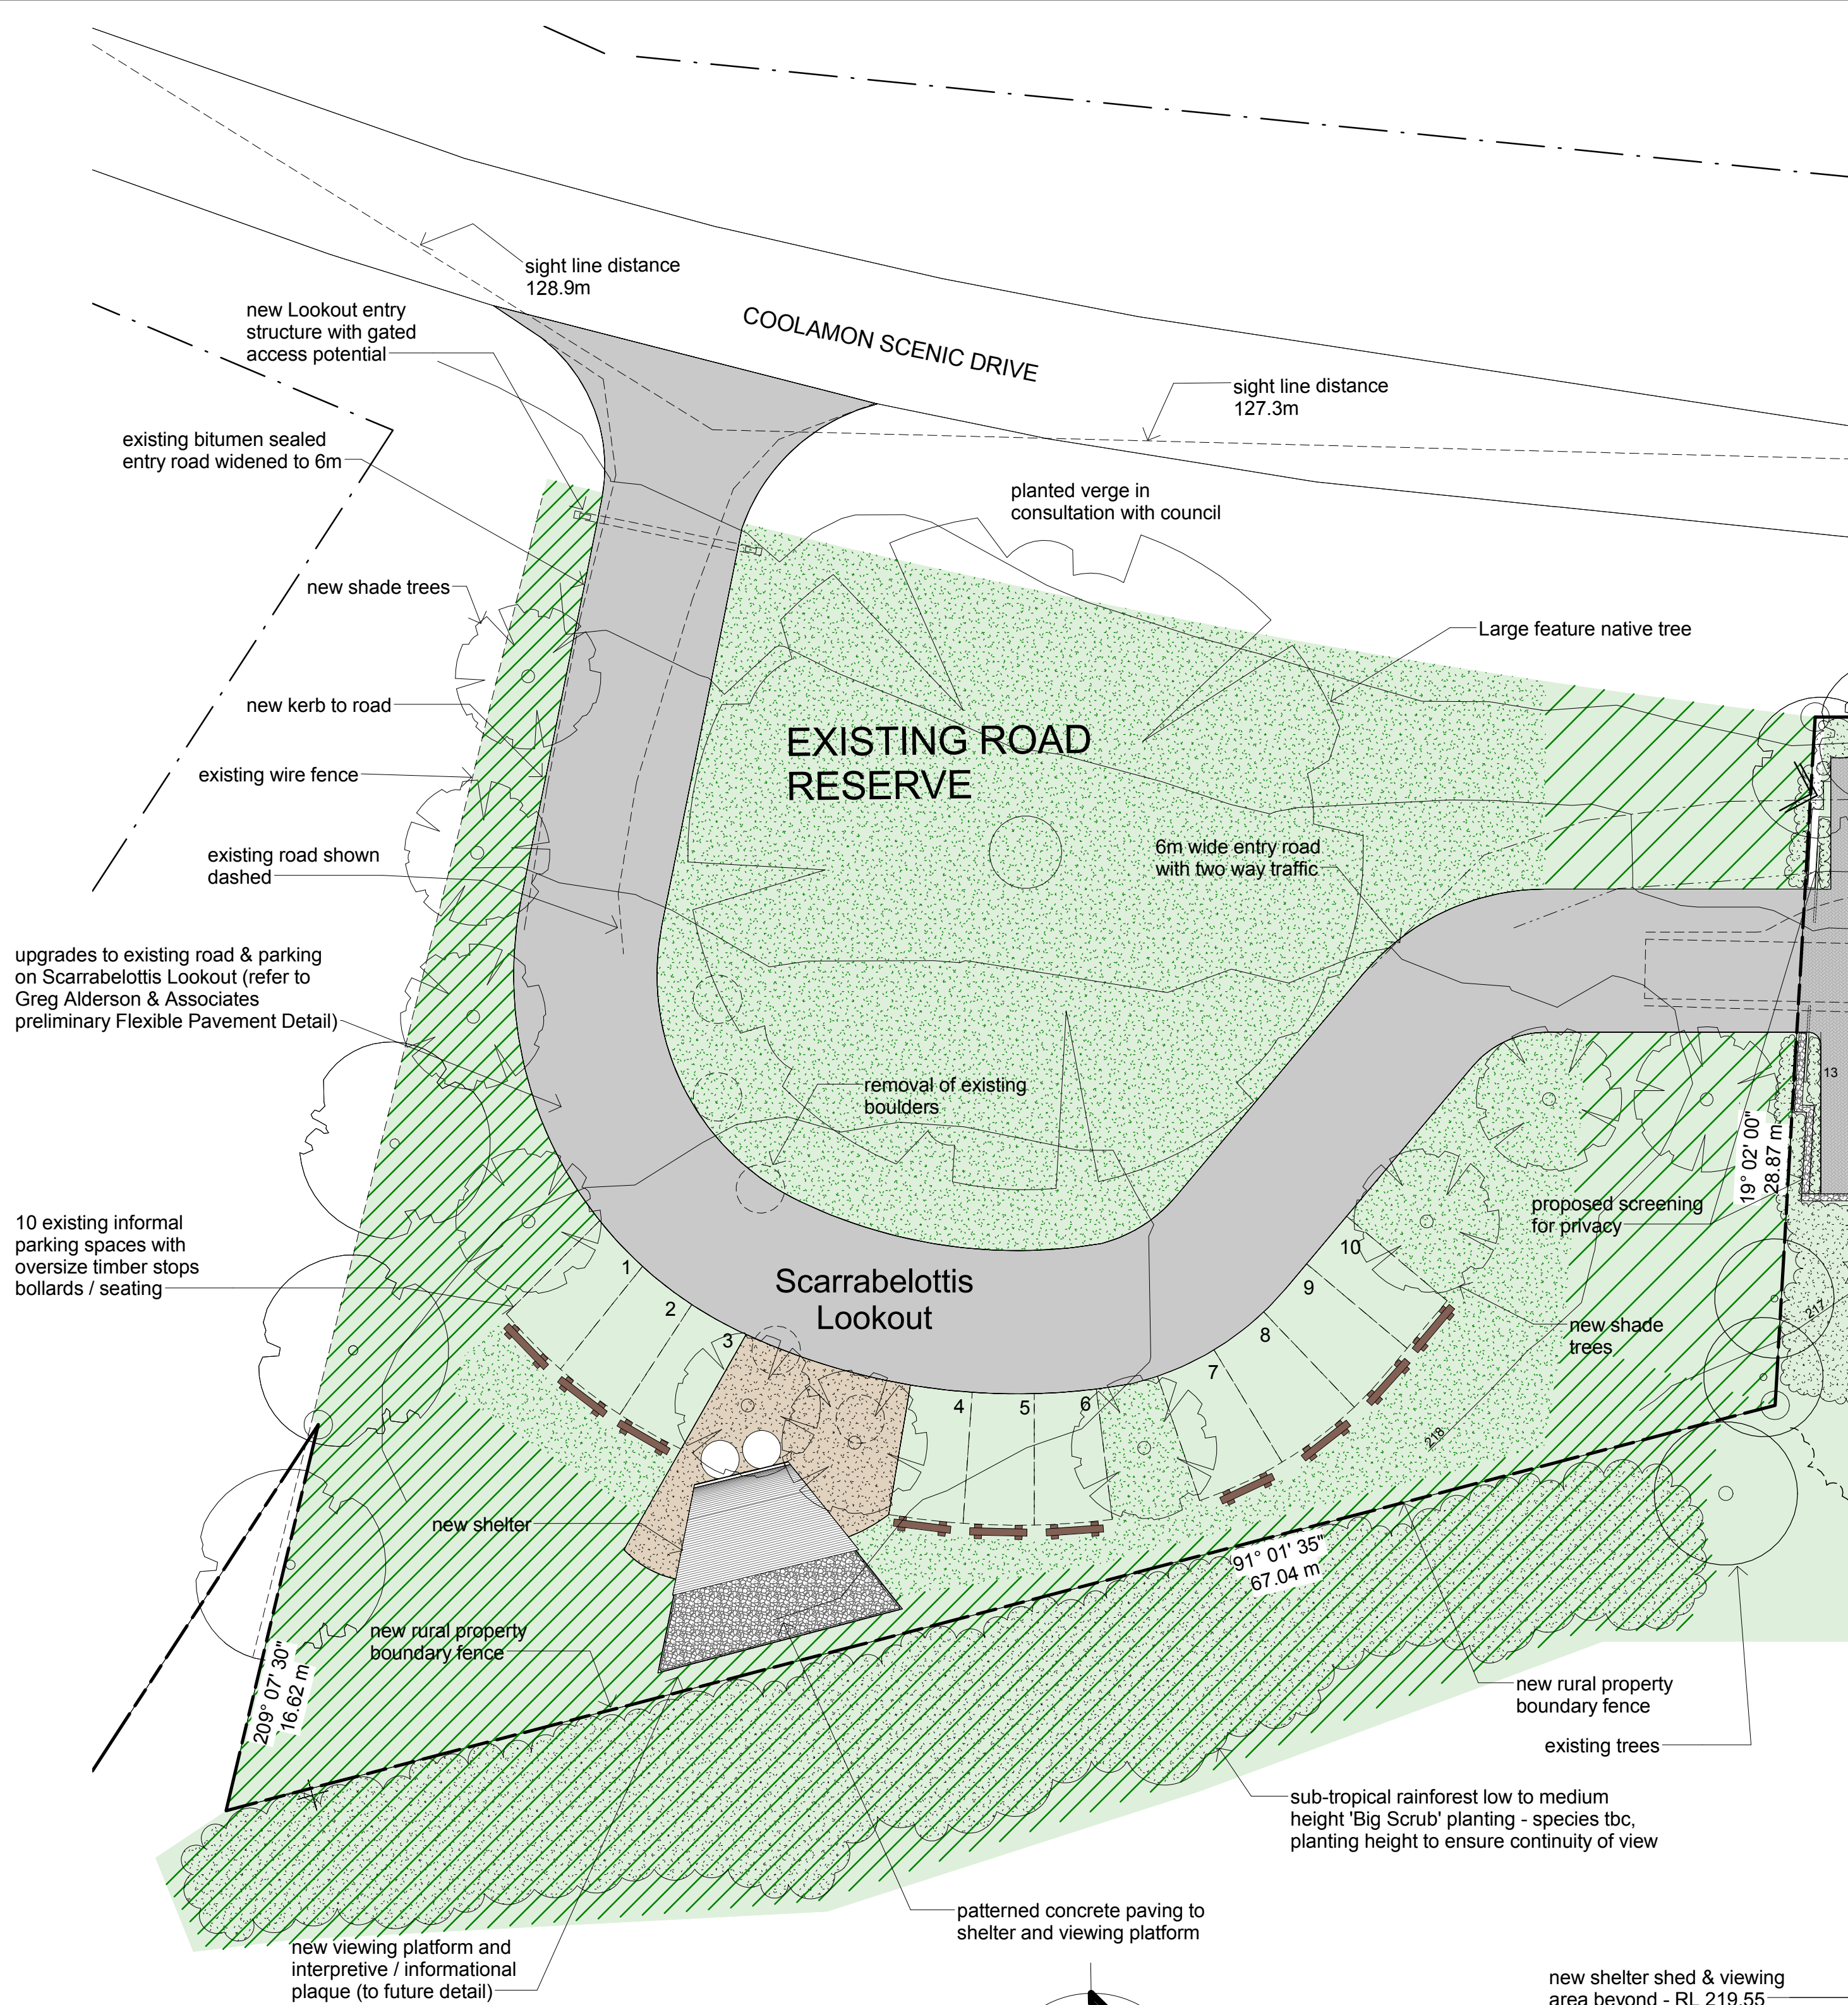 sight line distance
128.9m
new Lookout entry
structure with gated
access potential
COOLAMON SCENIC DRIVE
sight line distance
127.3m
existing bitumen sealed
entry road widened to 6m
planted verge in
consultation with council
new shade trees
Large feature native tree
new kerb to road
EXISTING ROAD
RESERVE
existing wire fence
6m wide entry road
with two way traffic
existing road shown
dashed
upgrades to existing road & parking
on Scarrabelottis Lookout (refer to
Greg Alderson & Associates
preliminary Flexible Pavement Detail)
removal of existing
boulders
13
19° 02' 00"
28.87 m
proposed screening
for privacy
10 existing informal
parking spaces with
oversize timber stops
bollards / seating
1
2
3
4
5
6
7
8
9
10
Scarrabelottis
Lookout
new shade
trees
217
218
new shelter
91° 01' 35"
67.04 m
new rural property
boundary fence
209° 07' 30"
16.62 m
new rural property
boundary fence
existing trees
sub-tropical rainforest low to medium
height 'Big Scrub' planting - species tbc,
planting height to ensure continuity of view
patterned concrete paving to
shelter and viewing platform
new viewing platform and
interpretive / informational
plaque (to future detail)
new shelter shed & viewing
area beyond - RL 219.55